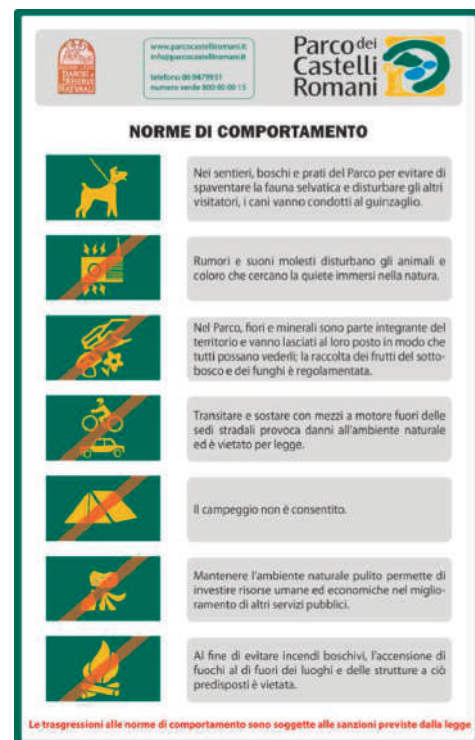 www.parcocastelliromani.it
info@parcocastelliromani.it
telefono 06 9479931
numero verde 800 00 00 15
PARCHI e
RISERVE
NATURALI
Parco dei
Castelli
Romani
NORME DI COMPORTAMENTO
Nei sentieri, boschi e prati del Parco per evitare di
spaventare la fauna selvatica e disturbare gli altri
visitatori, i cani vanno condotti al guinzaglio.
Rumori e suoni molesti disturbano gli animali e
coloro che cercano la quiete immersi nella natura.
Nel Parco, fiori e minerali sono parte integrante del
territorio e vanno lasciati al loro posto in modo che
tutti possano vederli; la raccolta dei frutti del sotto-
bosco e dei funghi è regolamentata.
Transitare e sostare con mezzi a motore fuori delle
sedi stradali provoca danni all'ambiente naturale
ed è vietato per legge.
Il campeggio non è consentito.
Mantenere l'ambiente naturale pulito permette di
investire risorse umane ed economiche nel miglio-
ramento di altri servizi pubblici.
Al fine di evitare incendi boschivi, l'accensione di
fuochi al di fuori dei luoghi e delle strutture a ciò
predisposti è vietata.
Le trasgressioni alle norme di comportamento sono soggette alle sanzioni previste dalla legge